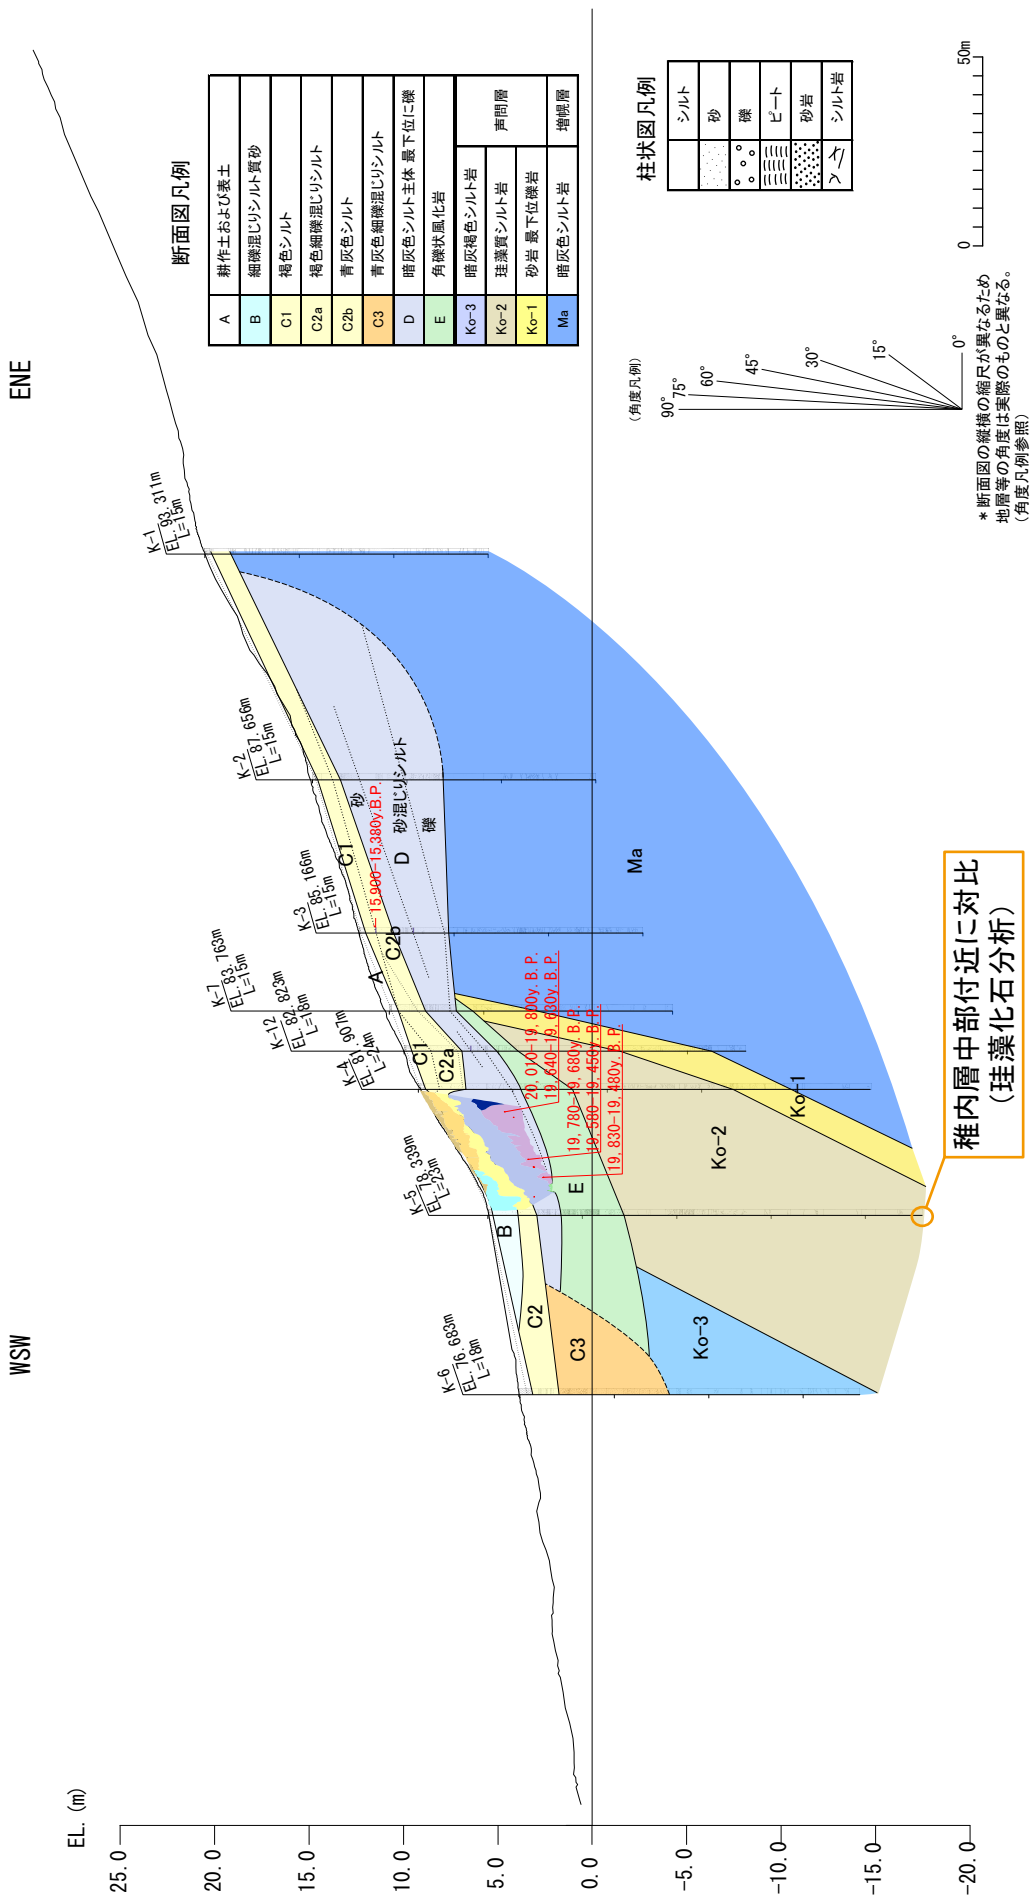 WSW
ENE
K-6
EL.76.683m
L=18m
K-5
EL.78.339m
L=23m
K-4
EL.81.907m
L=24m
K-12
EL.82.823m
L=18m
K-7
EL.83.763m
L=15m
K-3
EL.85.166m
L=15m
K-2
EL.87.656m
L=15m
K-1
EL.93.311m
L=15m
EL. (m)
25.0
20.0
15.0
10.0
5.0
0.0
-5.0
-10.0
-15.0
-20.0
A
B
C1
C1
C2
C2a
C2b
C3
D
E
砂
砂混じりシルト
礫
Ko-3
Ko-2
Ko-1
Ma
15,900-15,380y.B.P.
20,010-19,800y.B.P.
19,640-19,630y.B.P.
19,780-19,680y.B.P.
19,580-19,450y.B.P.
19,830-19,480y.B.P.
稚内層中部付近に対比
(珪藻化石分析)
断面図凡例
A 耕作土および表土
B 細礫混じりシルト質砂
C1 褐色シルト
C2a 褐色細礫混じりシルト
C2b 青灰色シルト
C3 青灰色細礫混じりシルト
D 暗灰色シルト主体 最下位に礫
E 角礫状風化岩
Ko-3 暗灰褐色シルト岩 声問層
Ko-2 珪藻質シルト岩
Ko-1 砂岩 最下位礫岩
Ma 暗灰色シルト岩 増幌層
柱状図凡例
シルト
砂
礫
ピート
砂岩
シルト岩
(角度凡例)
90°
75°
60°
45°
30°
15°
0°
0
50m
*断面図の縦横の縮尺が異なるため
地層等の角度は実際のものと異なる。
(角度凡例参照)